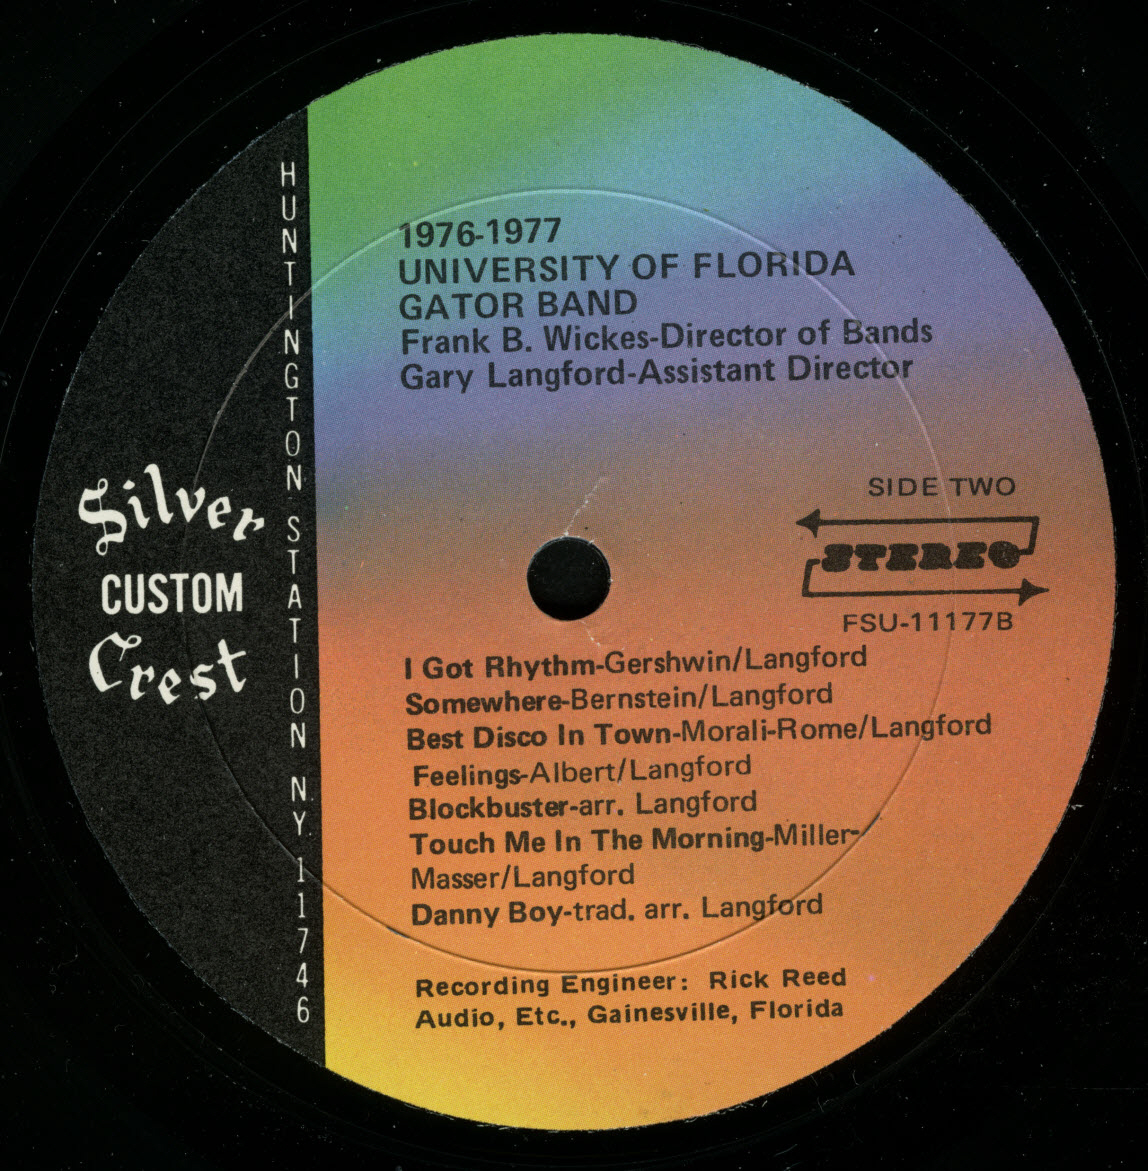 1976-1977
UNIVERSITY OF FLORIDA
GATOR BAND
Frank B. Wickes-Director of Bands
Gary Langford-Assistant Director
HUNTINGTON STATION NY 11746
Silver
CUSTOM
Crest
SIDE TWO
STEREO
FSU-11177B
I Got Rhythm-Gershwin/Langford
Somewhere-Bernstein/Langford
Best Disco In Town-Morali-Rome/Langford
Feelings-Albert/Langford
Blockbuster-arr. Langford
Touch Me In The Morning-Miller-
Masser/Langford
Danny Boy-trad. arr. Langford
Recording Engineer: Rick Reed
Audio, Etc., Gainesville, Florida